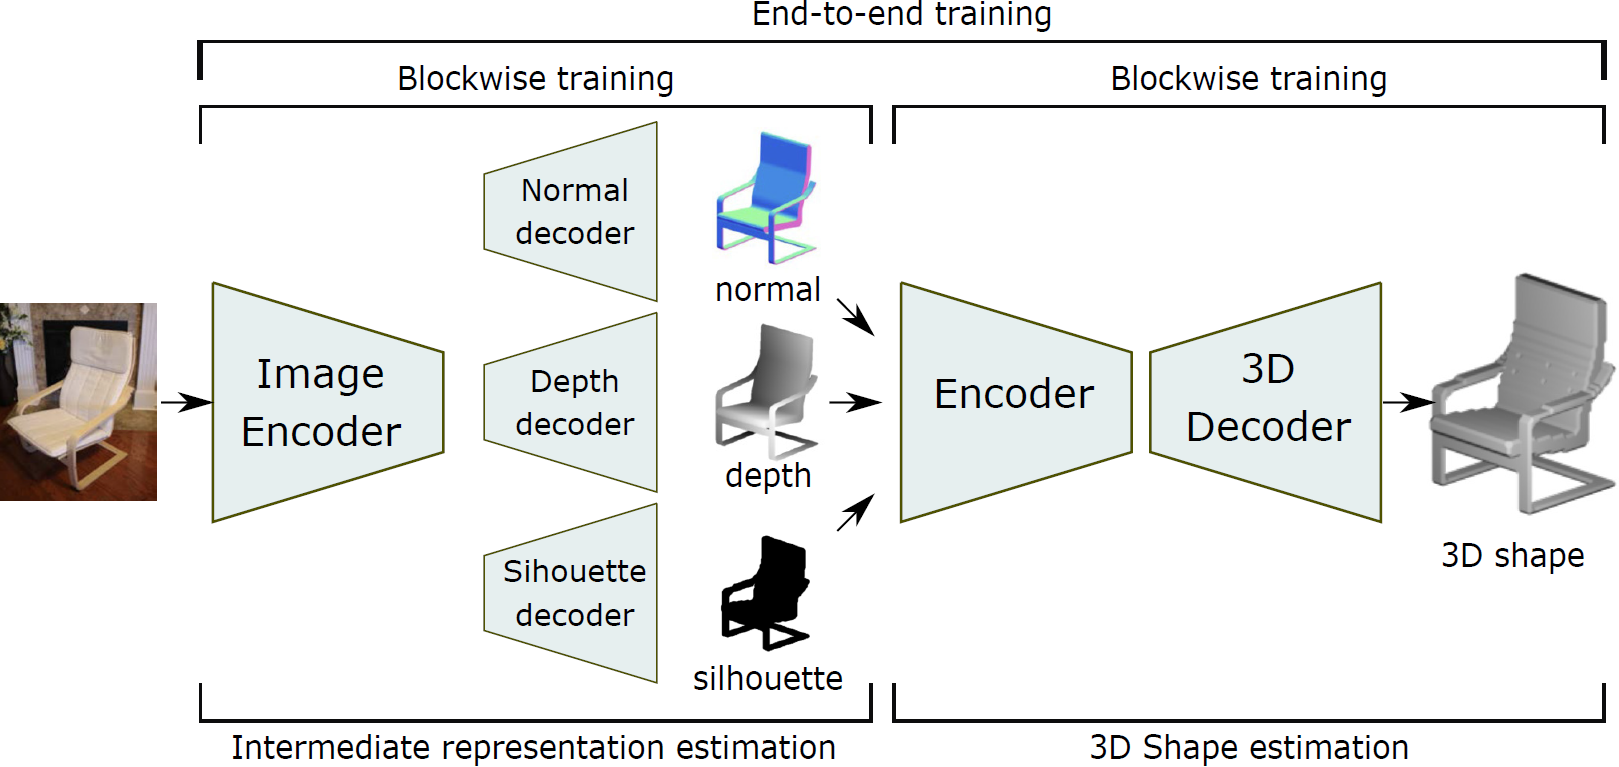 End-to-end training
Blockwise training
Blockwise training
Normal
decoder
normal
Image
Encoder
Depth
decoder
depth
Encoder
3D
Decoder
3D shape
Sihouette
decoder
silhouette
Intermediate representation estimation
3D Shape estimation